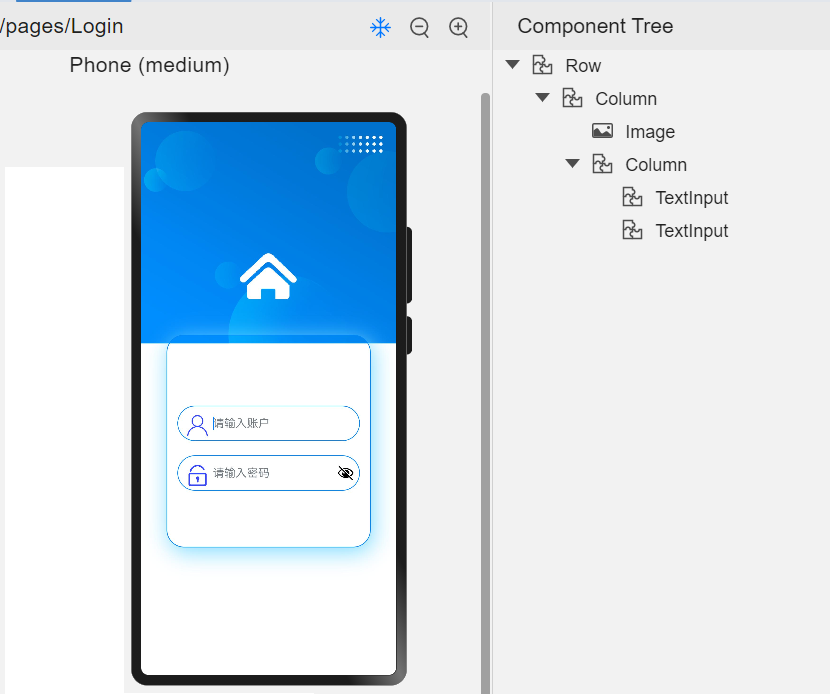 /pages/Login
Phone (medium)
请输入账户
请输入密码
Component Tree
Row
Column
Image
Column
TextInput
TextInput